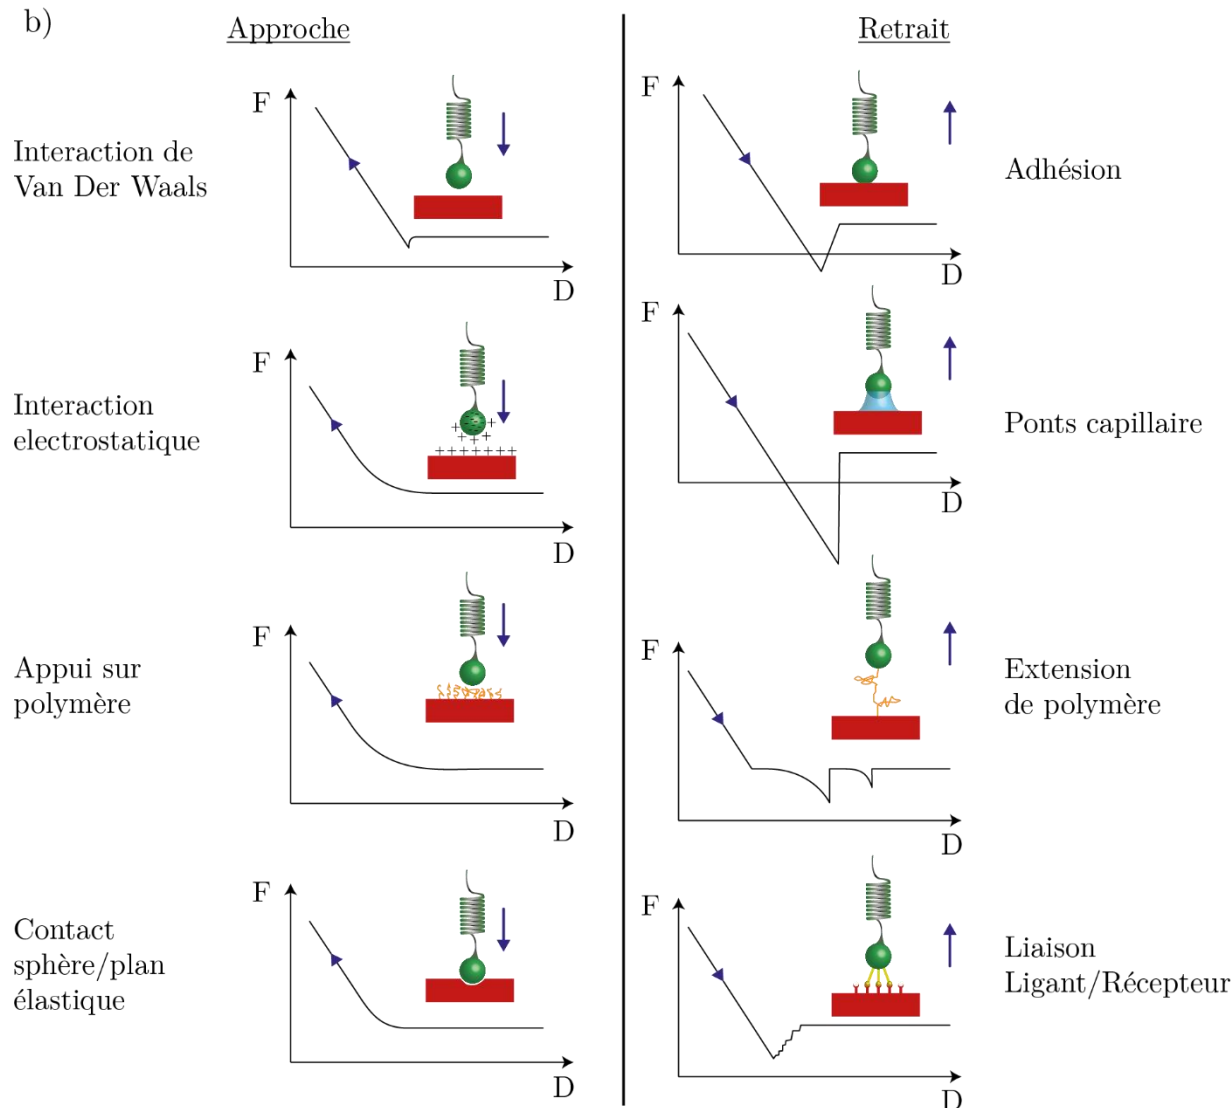 b)
Approche
Retrait
F
D
Interaction de
Van Der Waals
F
D
Adhésion
F
D
Interaction
electrostatique
F
D
Ponts capillaire
F
D
Appui sur
polymère
F
D
Extension
de polymère
F
D
Contact
sphère/plan
élastique
F
D
Liaison
Ligant/Récepteur